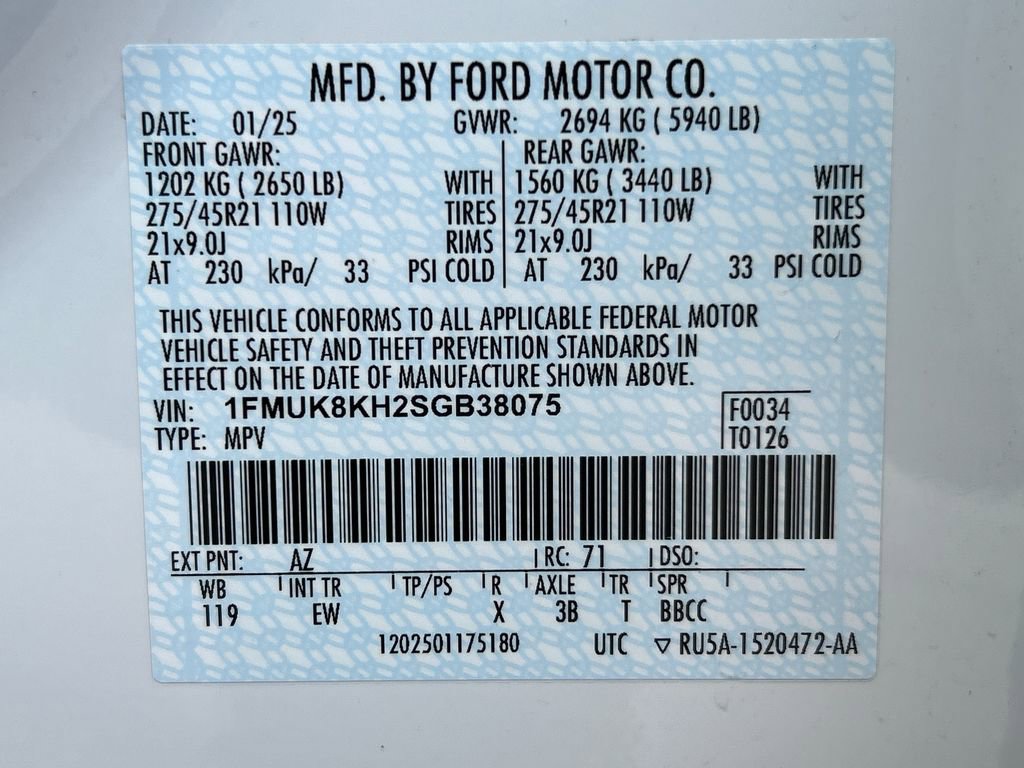 MFD. BY FORD MOTOR CO.
DATE: 01/25 GVWR: 2694 KG ( 5940 LB)
FRONT GAWR: REAR GAWR:
1202 KG ( 2650 LB) WITH 1560 KG ( 3440 LB) WITH
275/45R21 110W TIRES 275/45R21 110W TIRES
21x9.0J RIMS 21x9.0J RIMS
AT 230 kPa/ 33 PSI COLD AT 230 kPa/ 33 PSI COLD
THIS VEHICLE CONFORMS TO ALL APPLICABLE FEDERAL MOTOR
VEHICLE SAFETY AND THEFT PREVENTION STANDARDS IN
EFFECT ON THE DATE OF MANUFACTURE SHOWN ABOVE.
VIN: 1FMUK8KH2SGB38075 F0034
TYPE: MPV T0126
EXT PNT: AZ RC: 71 DSO:
WB INT TR TP/PS R AXLE TR SPR
119 EW X 3B T BBCC
1202501175180 UTC ▽ RU5A-1520472-AA